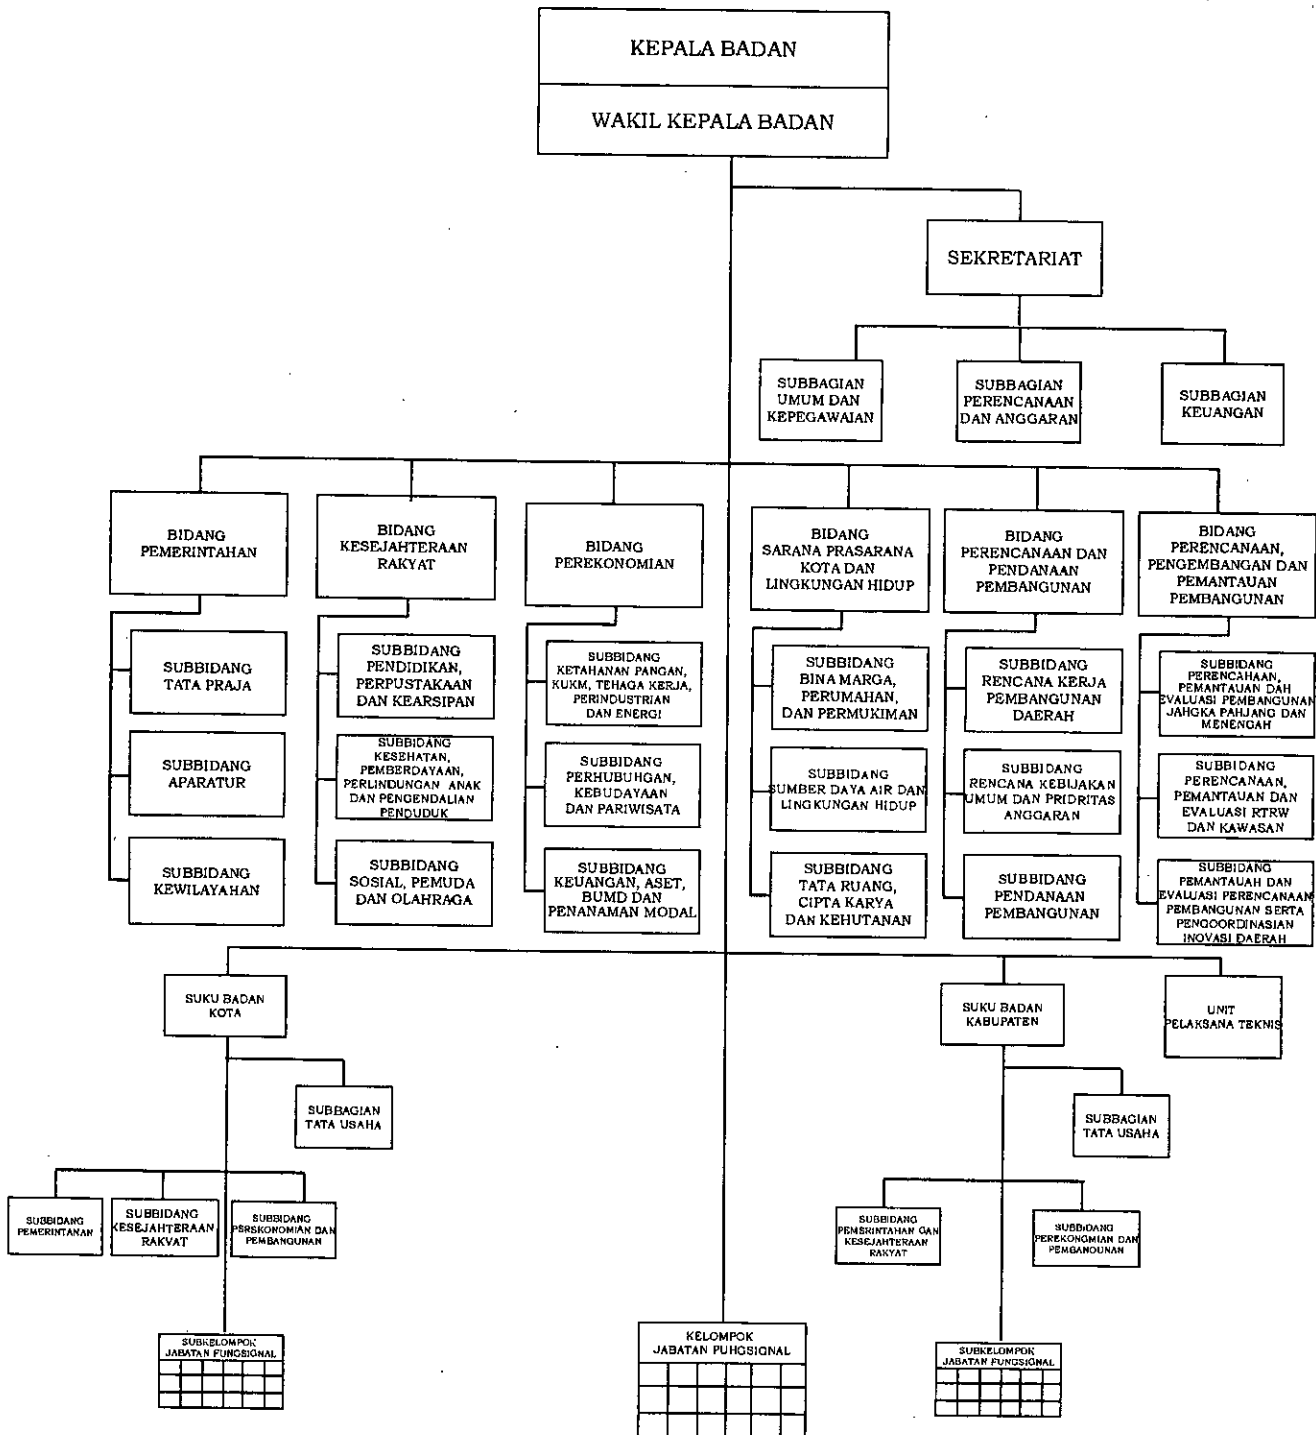 KEPALA BADAN
WAKIL KEPALA BADAN
SEKRETARIAT
SUBBAGIAN
UMUM DAN
KEPEGAWAIAN
SUBBAGIAN
PERENCANAAN
DAN ANGGARAN
SUBBAGIAN
KEUANGAN
BIDANG
PEMERINTAHAN
BIDANG
KESEJAHTERAAN
RAKYAT
BIDANG
PEREKONOMIAN
BIDANG
SARANA PRASARANA
KOTA DAN
LINGKUNGAN HIDUP
BIDANG
PERENCANAAN DAN
PENDANAAN
PEMBANGUNAN
BIDANG
PERENCANAAN,
PENGEMBANGAN DAN
PEMANTAUAN
PEMBANGUNAN
SUBBIDANG
TATA PRAJA
SUBBIDANG
PENDIDIKAN,
PERPUSTAKAAN
DAN KEARSIPAN
SUBBIDANG
KETAHANAN PANGAN,
KUKM, TEHAGA KERJA,
PERINDUSTRIAN
DAN ENERGI
SUBBIDANG
BINA MARGA,
PERUMAHAN,
DAN PERMUKIMAN
SUBBIDANG
RENCANA KERJA
PEMBANGUNAN
DAERAH
SUBBIDANG
PERENCAHAAN,
PEMANTAUAN DAH
EVALUASI PEMBANGUNAN
JAHGKA PAHJANG DAN
MENENGAH
SUBBIDANG
APARATUR
SUBBIDANG
KESEHATAN,
PEMBERDAYAAN,
PERLINDUNGAN ANAK
DAN PENGENDALIAN
PENDUDUK
SUBBIDANG
PERHUBUHGAN,
KEBUDAYAAN
DAN PARIWISATA
SUBBIDANG
SUMBER DAYA AIR DAN
LINGKUNGAN HIDUP
SUBBIDANG
RENCANA KEBIJAKAN
UMUM DAN PRIDRITAS
ANGGARAN
SUBBIDANG
PERENCANAAN,
PEMANTAUAN DAN
EVALUASI RTRW
DAN KAWASAN
SUBBIDANG
KEWILAYAHAN
SUBBIDANG
SOSIAL, PEMUDA
DAN OLAHRAGA
SUBBIDANG
KEUANGAN, ASET,
BUMD DAN
PENANAMAN MODAL
SUBBIDANG
TATA RUANG,
CIPTA KARYA
DAN KEHUTANAN
SUBBIDANG
PENDANAAN
PEMBANGUNAN
SUBBIDANG
PEMANTAUAH DAN
EVALUASI PERENCANAAN
PEMBANGUNAN SERTA
PENGOORDINASIAN
INOVASI DAERAH
SUKU BADAN
KOTA
SUKU BADAN
KABUPATEN
UNIT
PELAKSANA TEKNIS
SUBBAGIAN
TATA USAHA
SUBBAGIAN
TATA USAHA
SUBBIDANG
PEMERINTANAN
SUBBIDANG
KESEJAHTERAAN
RAKVAT
SUBBIDANG
PERSKONOMIAN DAN
PEMBANGUNAN
SUBBIDANG
PEMSRINTAHAN GAN
KESEJAHTERAAN
RAKYAT
SUBBIDANG
PEREKONGMIAN DAN
PEMBANDUNAN
SUBKELOMPOK
JABATAN FUNGSIGNAL
KELOMPOK
JABATAN PUHGSIONAL
SUBKELOMPOK
JABATAN FUNGSIONAL